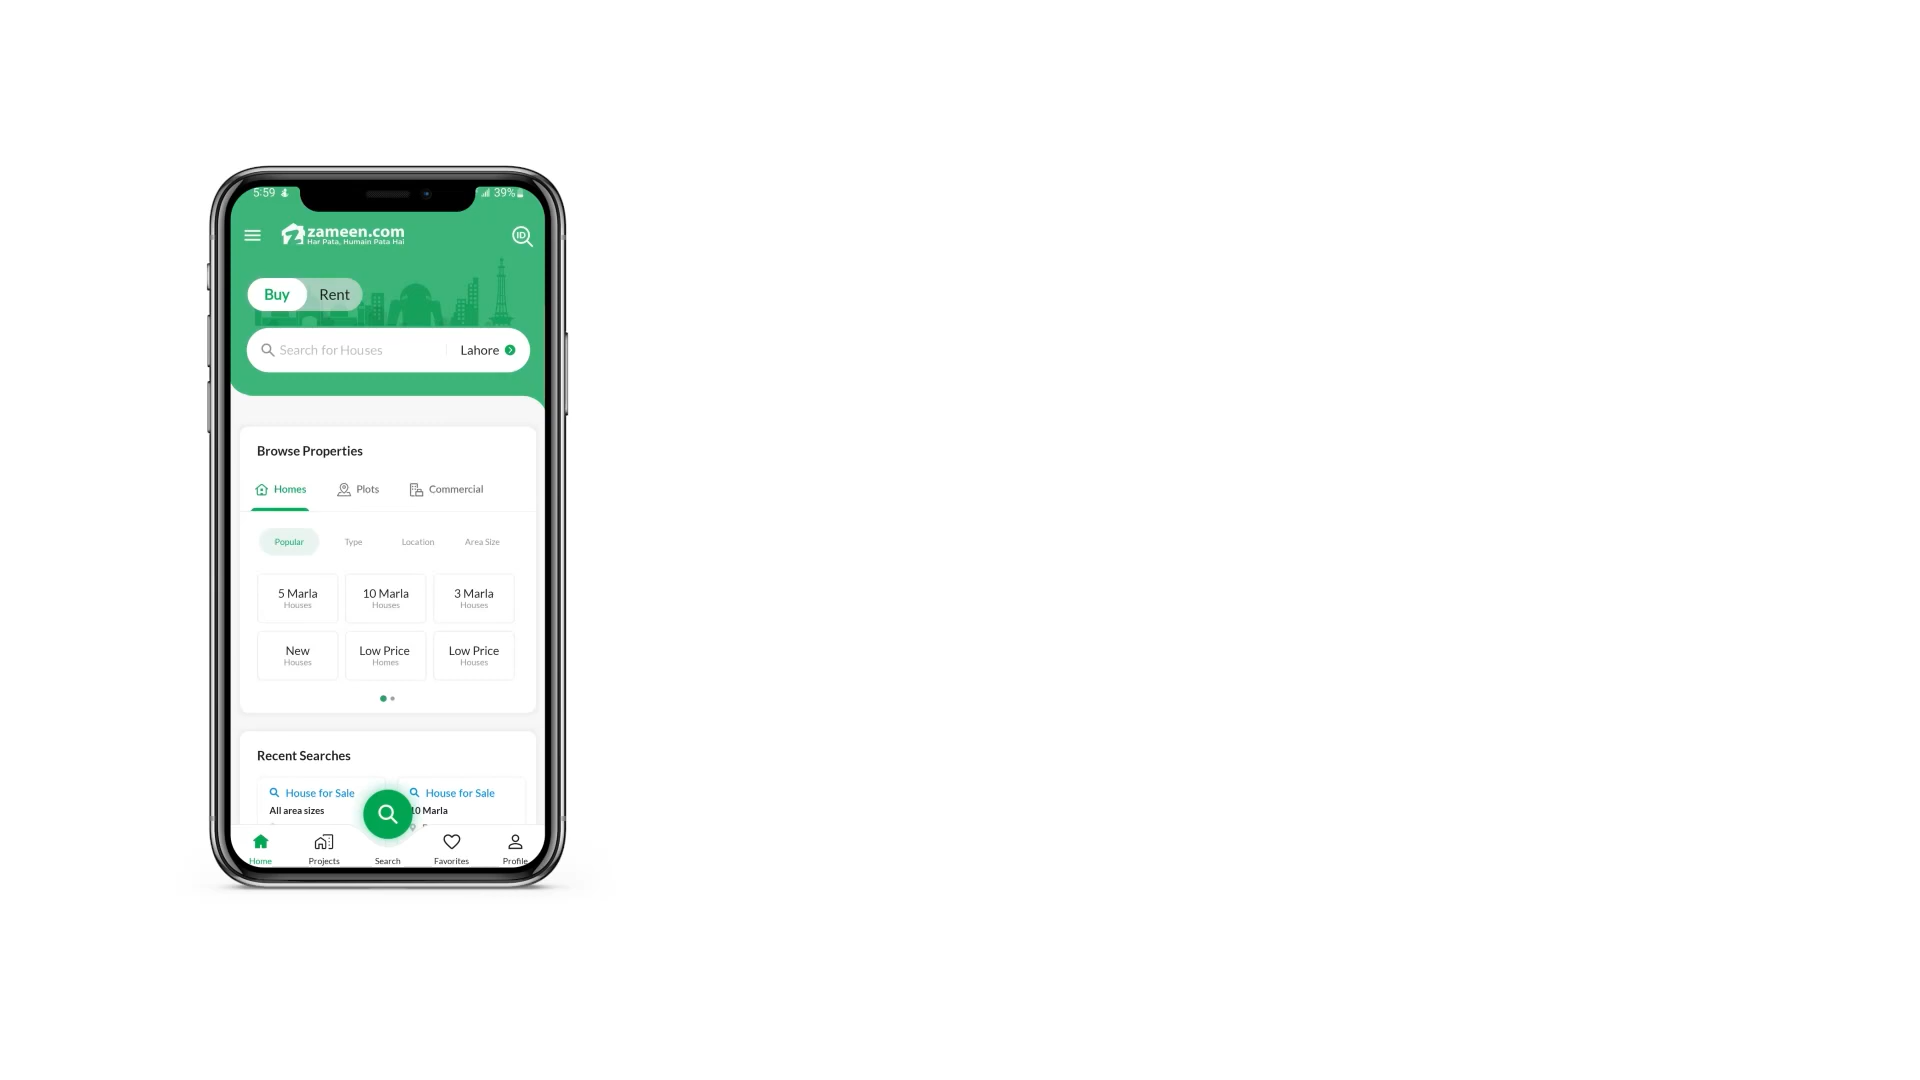 5:59
39%
zameen.com
Har Pata, Humain Pata Hai
ID
Buy Rent
Search for Houses Lahore
Browse Properties
Homes Plots Commercial
Popular Type Location Area Size
5 Marla 10 Marla 3 Marla
Houses Houses Houses
New Low Price Low Price
Houses Homes Houses
Recent Searches
House for Sale House for Sale
All area sizes 10 Marla
Home Projects Search Favorites Profile